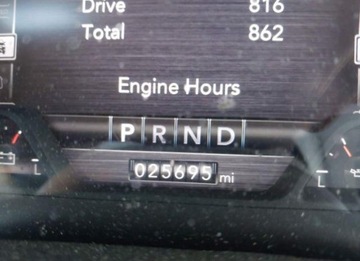 Drive 816
Total 862
Engine Hours
P R N D
025695 mi
L L